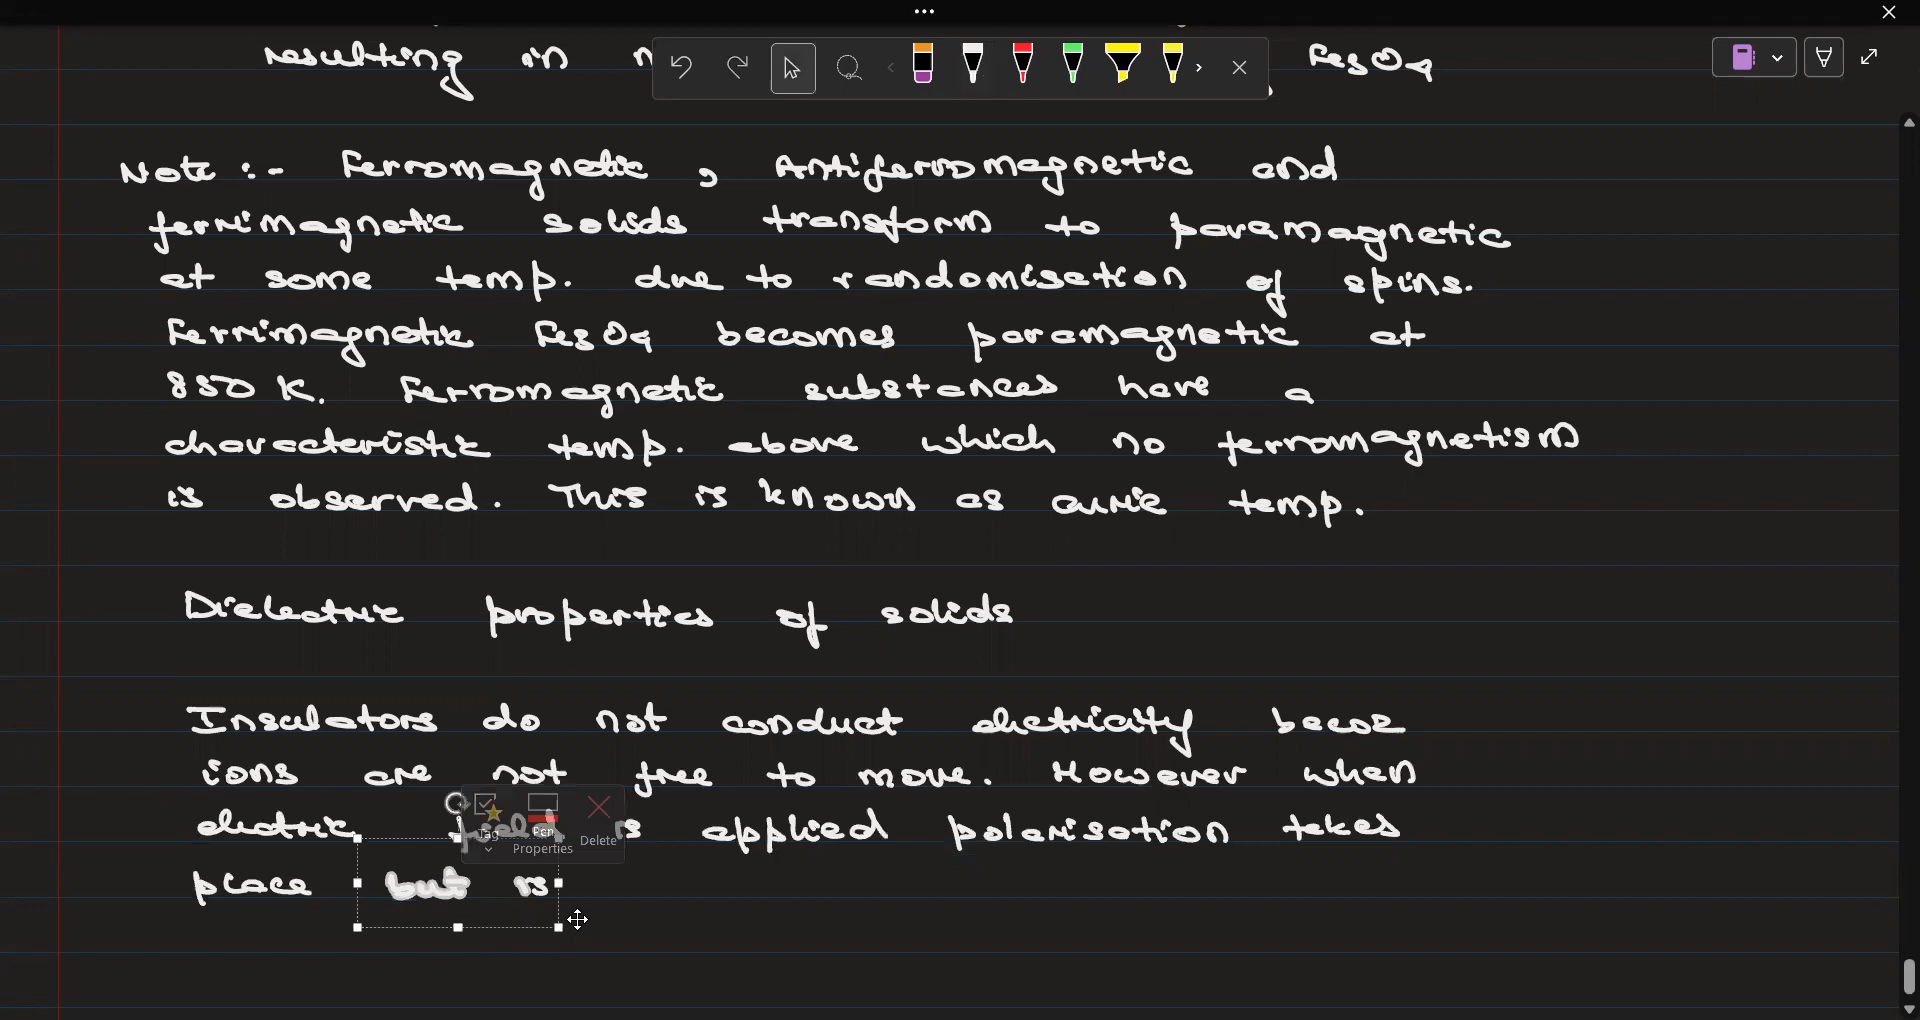 resulting in Fe3O4
Note :- Ferromagnetic , Antiferromagnetic and
ferrimagnetic solids transform to paramagnetic
at some temp. due to randomisation of spins.
Ferrimagnetic Fe3O4 becomes paramagnetic at
850 K. Ferromagnetic substances have a
characteristic temp. above which no ferromagnetism
is observed. This is known as curie temp.
Dielectric properties of solids
Insulators do not conduct electricity becoz
ions are not free to move. However when
electric field is applied polarisation takes
place but is
Tag
Pen
Properties
Delete